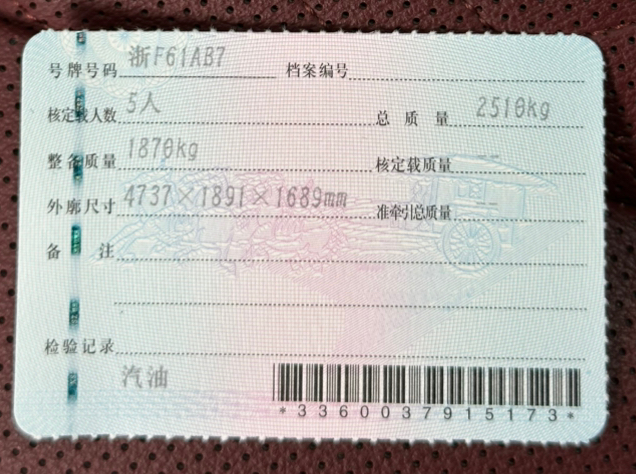 号牌号码 浙F61AB7 档案编号
核定载人数 5人 总质量 2510kg
整备质量 1870kg 核定载质量 --
外廓尺寸 4737×1891×1689mm 准牵引总质量 --
备注
检验记录
汽油
*3360037915173*